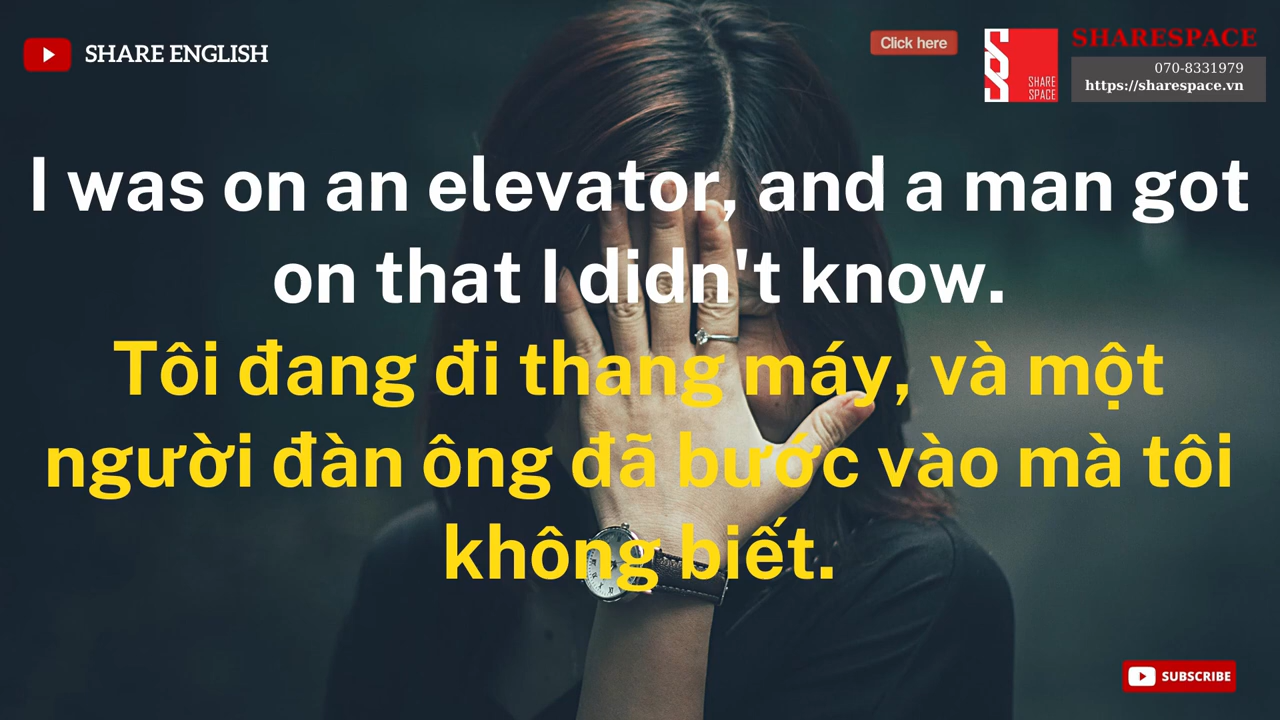 SHARE ENGLISH
Click here
SHARE
SPACE
SHARESPACE
070-8331979
https://sharespace.vn
I was on an elevator, and a man got
on that I didn't know.
Tôi đang đi thang máy, và một
người đàn ông đã bước vào mà tôi
không biết.
SUBSCRIBE